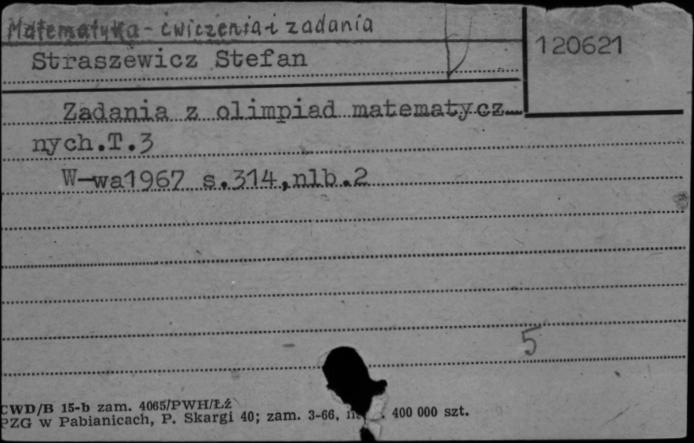 Matematyka - ćwiczenia i zadania
120621
Straszewicz Stefan
Zadania z olimpiad matematycz-
nych.T.3
W-wa1967 s.314,nlb.2
5
CWD/B 15-b zam. 4065/PWH/Łź
PZG w Pabianicach, P. Skargi 40; zam. 3-66, 400 000 szt.